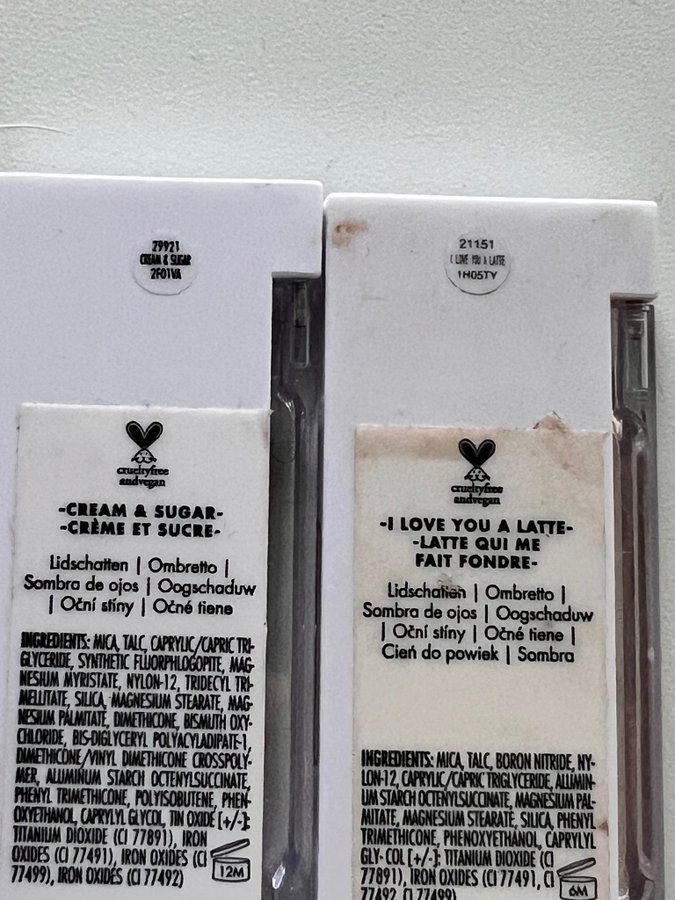 Z9921
CREAM & SUGAR
2F01VA
crueltyfree
andvegan
-CREAM & SUGAR-
-CRÈME ET SUCRE-
Lidschatten | Ombretto |
Sombra de ojos | Oogschaduw
| Oční stíny | Očné tiene
INGREDIENTS: MICA, TALC, CAPRYLIC/CAPRIC TRI-
GLYCERIDE, SYNTHETIC FLUORPHLOGOPITE, MAG-
NESIUM MYRISTATE, NYLON-12, TRIDECYL TRI-
MELLITATE, SILICA, MAGNESIUM STEARATE, MAG-
NESIUM PALMITATE, DIMETHICONE, BISMUTH OXY-
CHLORIDE, BIS-DIGLYCERYL POLYACYLADIPATE-1,
DIMETHICONE/VINYL DIMETHICONE CROSSPOLY-
MER, ALUMINUM STARCH OCTENYLSUCCINATE,
PHENYL TRIMETHICONE, POLYISOBUTENE, PHEN-
OXYETHANOL, CAPRYLYL GLYCOL, TIN OXIDE [+/-]:
TITANIUM DIOXIDE (CI 77891), IRON
OXIDES (CI 77491), IRON OXIDES (CI
77499), IRON OXIDES (CI 77492)
12M
21151
I LOVE YOU A LATTE
1H05TY
crueltyfree
andvegan
-I LOVE YOU A LATTE-
-LATTE QUI ME
FAIT FONDRE-
Lidschatten | Ombretto |
Sombra de ojos | Oogschaduw
| Oční stíny | Očné tiene |
Cień do powiek | Sombra
INGREDIENTS: MICA, TALC, BORON NITRIDE, NY-
LON-12, CAPRYLIC/CAPRIC TRIGLYCERIDE, ALUMIN-
UM STARCH OCTENYLSUCCINATE, MAGNESIUM PAL-
MITATE, MAGNESIUM STEARATE, SILICA, PHENYL
TRIMETHICONE, PHENOXYETHANOL, CAPRYLYL
GLY- COL [+/-]: TITANIUM DIOXIDE (CI
77891), IRON OXIDES (CI 77491, CI
77492, CI 77499)
6M